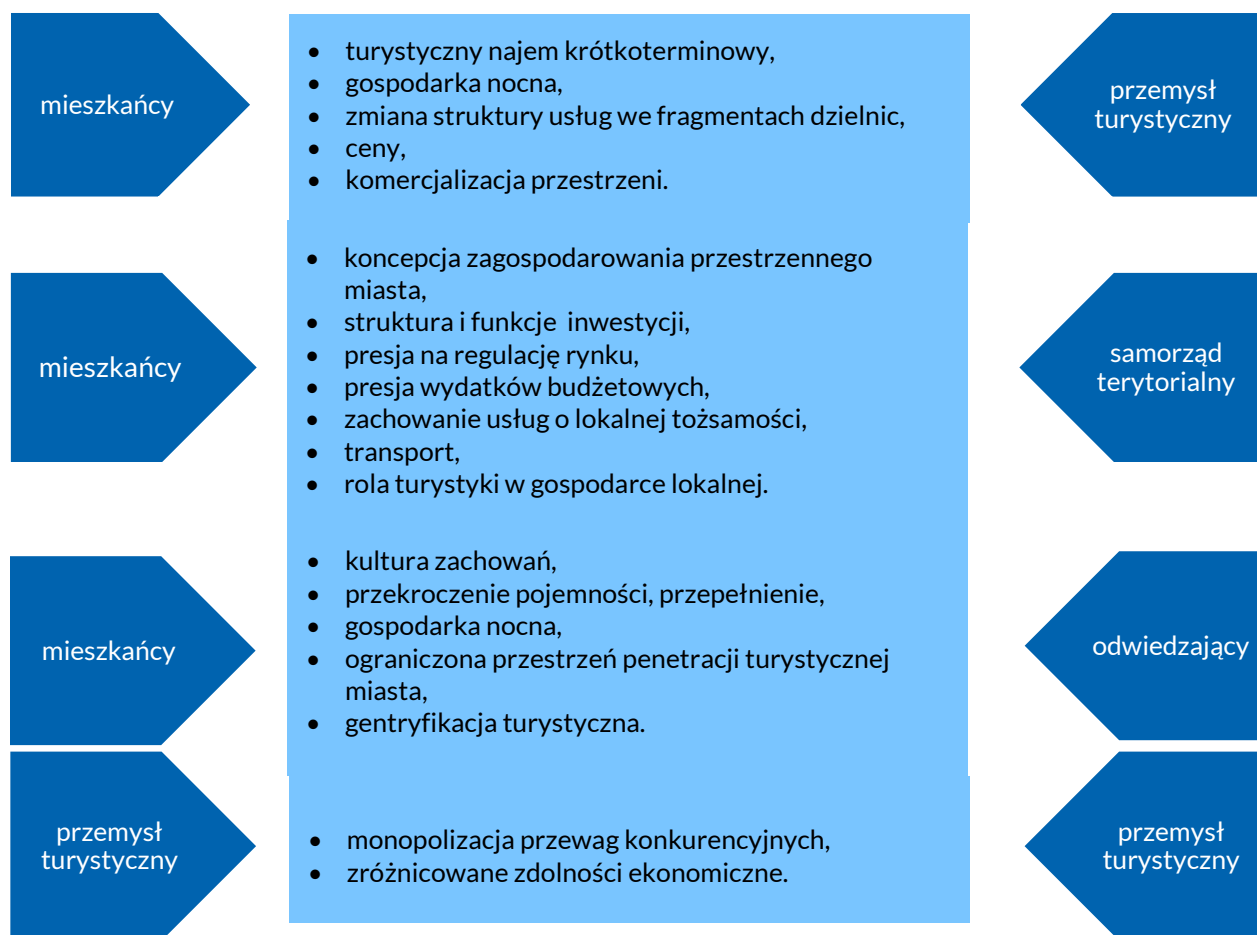 mieszkańcy
• turystyczny najem krótkoterminowy,
• gospodarka nocna,
• zmiana struktury usług we fragmentach dzielnic,
• ceny,
• komercjalizacja przestrzeni.
przemysł
turystyczny
mieszkańcy
• koncepcja zagospodarowania przestrzennego
miasta,
• struktura i funkcje inwestycji,
• presja na regulację rynku,
• presja wydatków budżetowych,
• zachowanie usług o lokalnej tożsamości,
• transport,
• rola turystyki w gospodarce lokalnej.
samorząd
terytorialny
mieszkańcy
• kultura zachowań,
• przekroczenie pojemności, przepełnienie,
• gospodarka nocna,
• ograniczona przestrzeń penetracji turystycznej
miasta,
• gentryfikacja turystyczna.
odwiedzający
przemysł
turystyczny
• monopolizacja przewag konkurencyjnych,
• zróżnicowane zdolności ekonomiczne.
przemysł
turystyczny